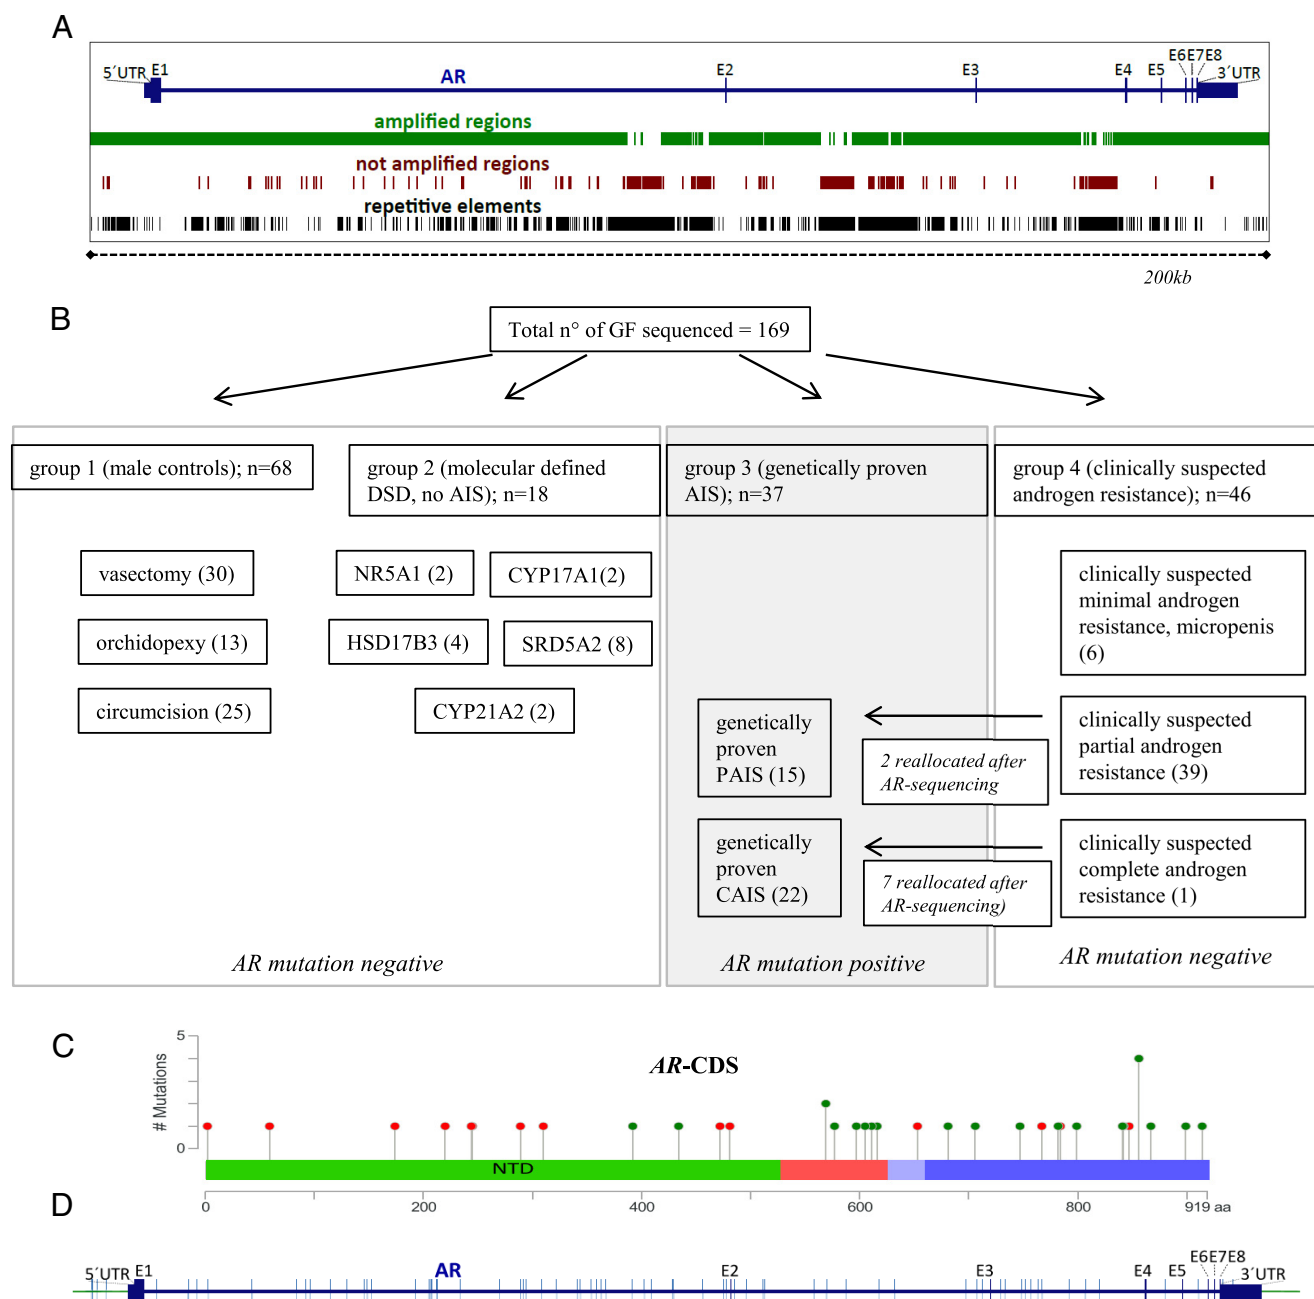 A
5´UTR E1 AR E2 E3 E4 E5 E6E7E8 3´UTR
amplified regions
not amplified regions
repetitive elements
200kb
B
Total n° of GF sequenced = 169
group 1 (male controls); n=68
group 2 (molecular defined
DSD, no AIS); n=18
group 3 (genetically proven
AIS); n=37
group 4 (clinically suspected
androgen resistance); n=46
vasectomy (30)
orchidopexy (13)
circumcision (25)
NR5A1 (2)
CYP17A1(2)
HSD17B3 (4)
SRD5A2 (8)
CYP21A2 (2)
clinically suspected
minimal androgen
resistance, micropenis
(6)
genetically
proven
PAIS (15)
2 reallocated after
AR-sequencing
clinically suspected
partial androgen
resistance (39)
genetically
proven
CAIS (22)
7 reallocated after
AR-sequencing)
clinically suspected
complete androgen
resistance (1)
AR mutation negative
AR mutation positive
AR mutation negative
C
# Mutations
5
0
AR-CDS
NTD
0 200 400 600 800 919 aa
D
5´UTR E1 AR E2 E3 E4 E5 E6E7E8 3´UTR